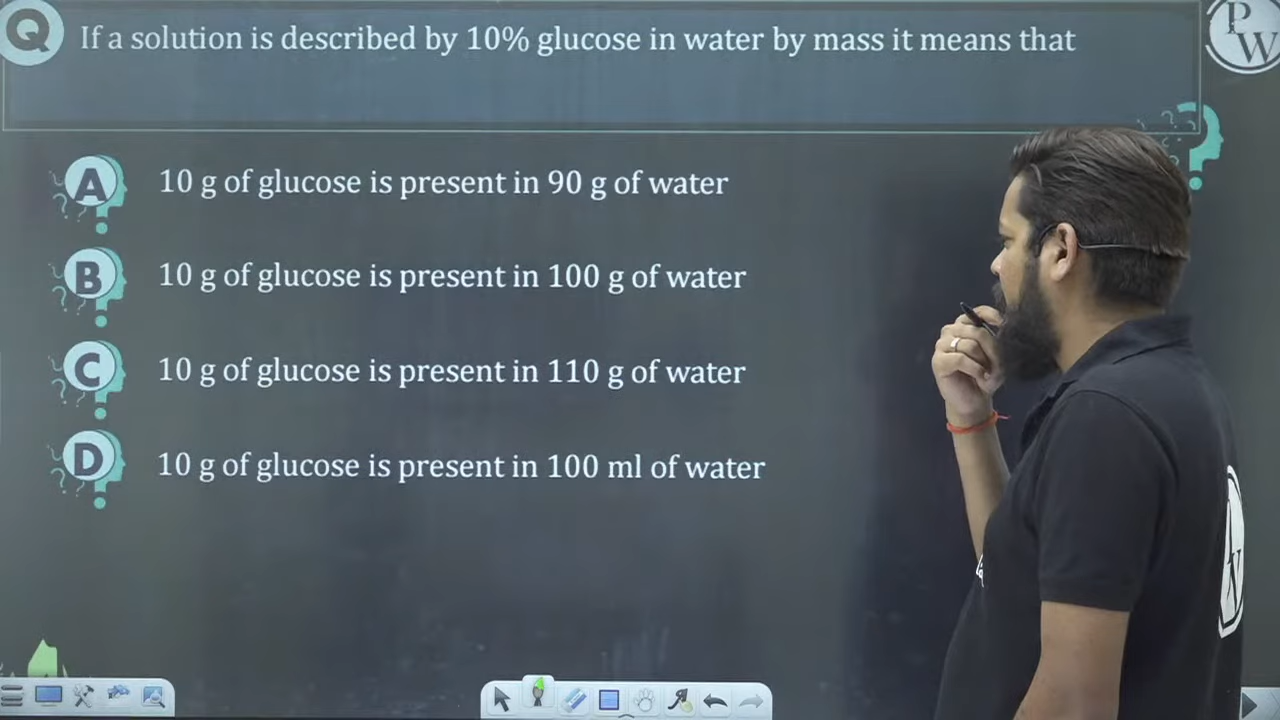 Q If a solution is described by 10% glucose in water by mass it means that
PW
A 10 g of glucose is present in 90 g of water
B 10 g of glucose is present in 100 g of water
C 10 g of glucose is present in 110 g of water
D 10 g of glucose is present in 100 ml of water